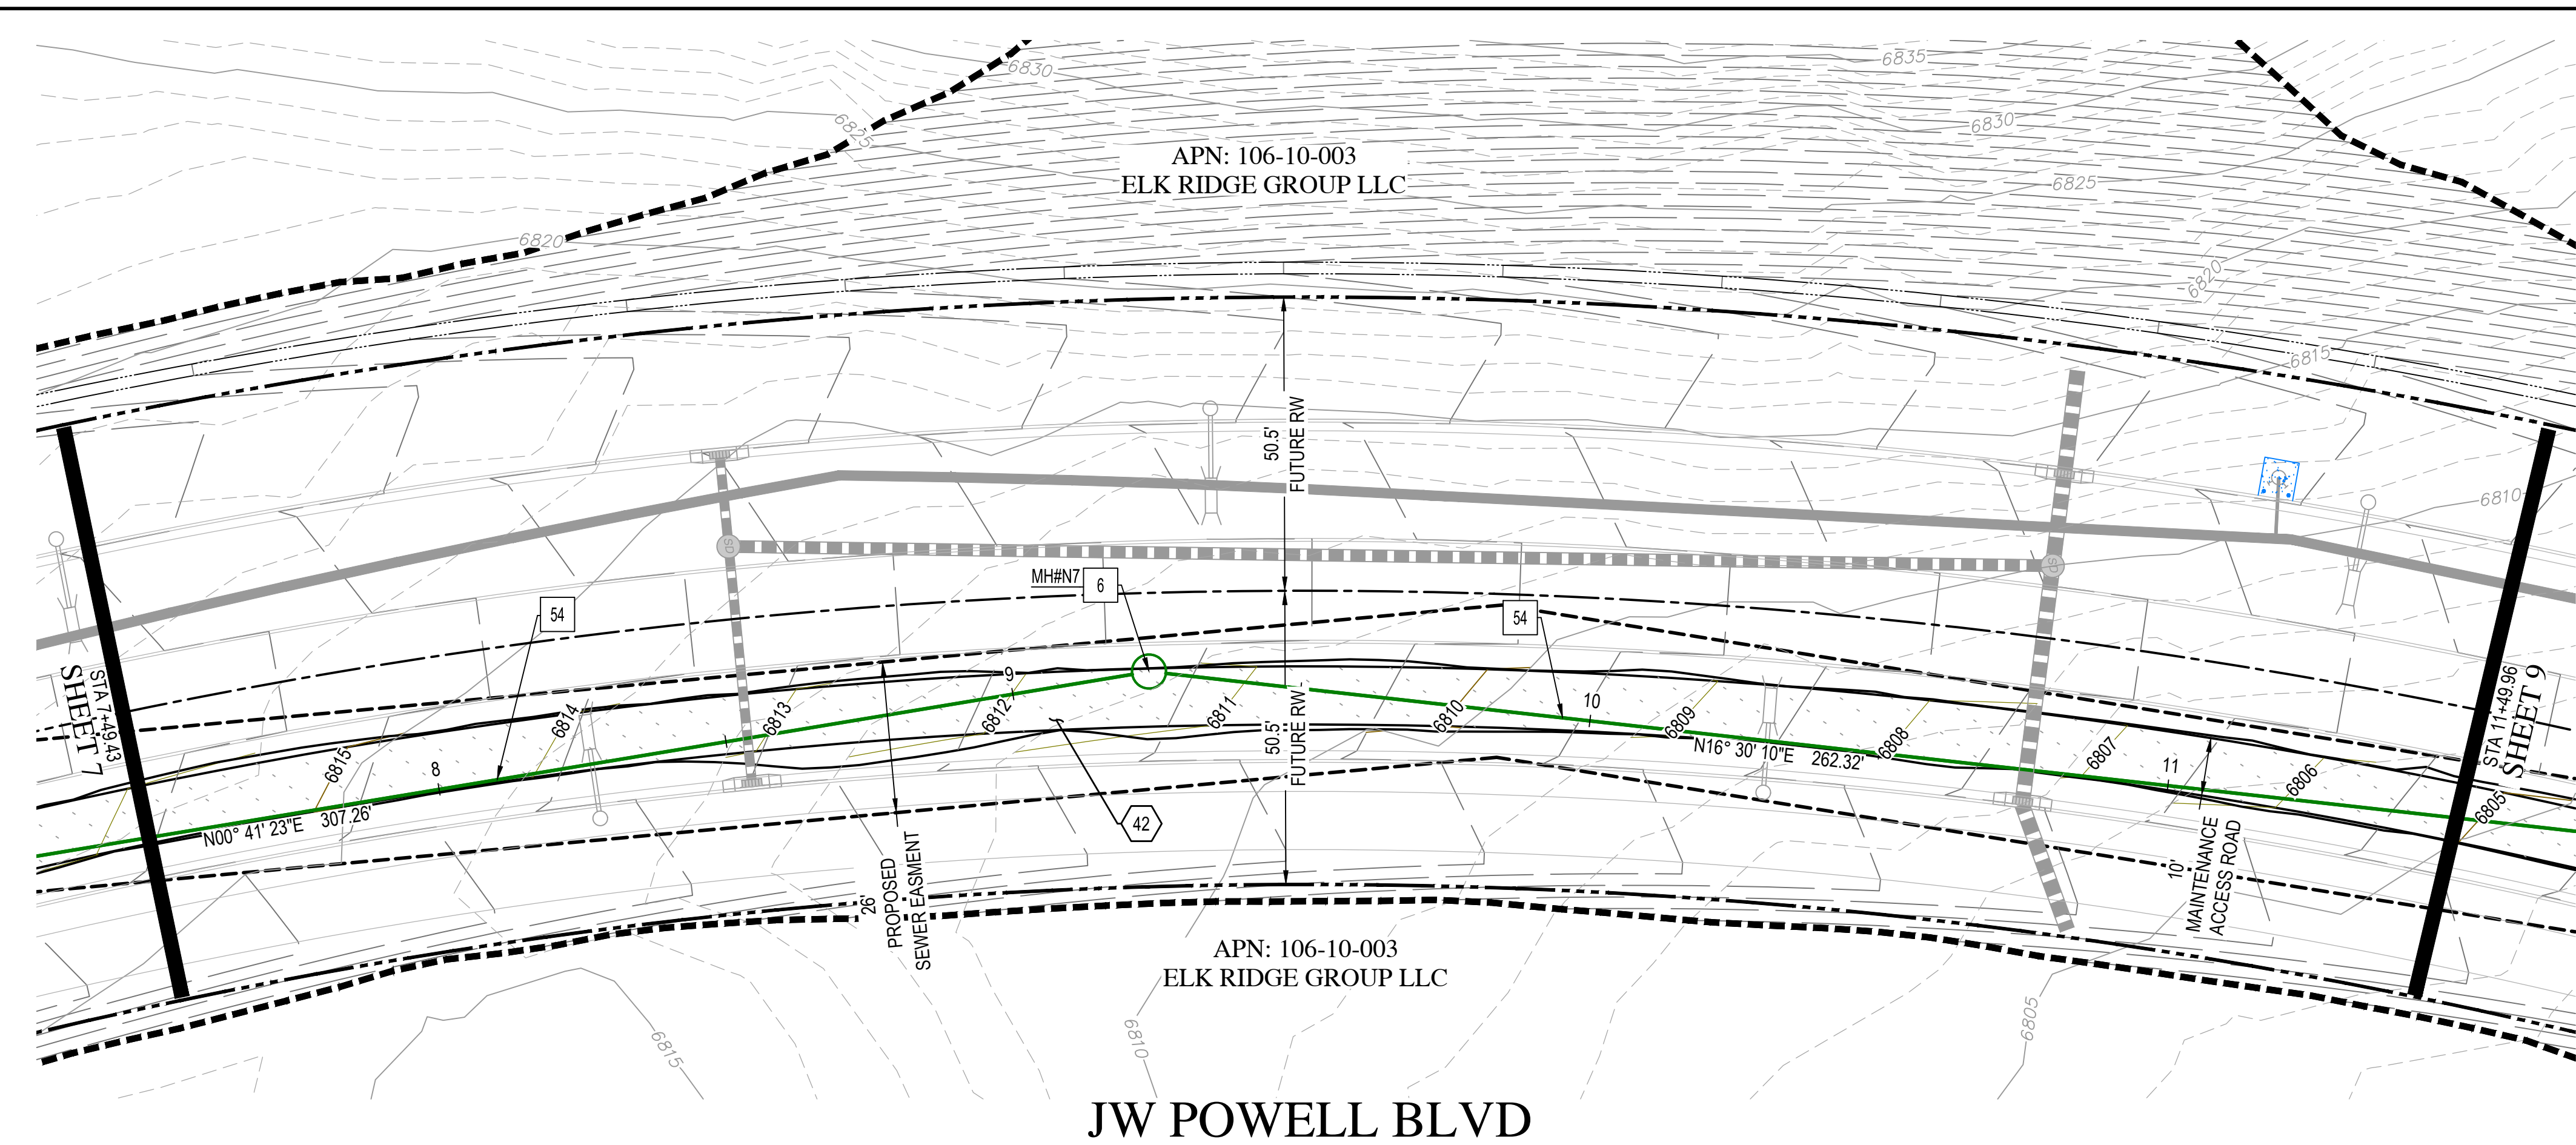 6830
6835
6825
6830
APN: 106-10-003
ELK RIDGE GROUP LLC
6825
6820
6820
6815
50.5'
FUTURE RW
6810
SD
SD
MH#N7
6
54
54
SHEET 7
STA 7+49.43
6815
8
6814
6813
9
6812
6811
50.5'
FUTURE RW
6810
10
6809
N16° 30' 10"E 262.32'
6808
6807
11
6806
6805
STA 11+49.96
SHEET 9
N00° 41' 23"E 307.26'
42
26'
PROPOSED
SEWER EASMENT
10'
MAINTENANCE
ACCESS ROAD
APN: 106-10-003
ELK RIDGE GROUP LLC
6815
6810
6805
JW POWELL BLVD